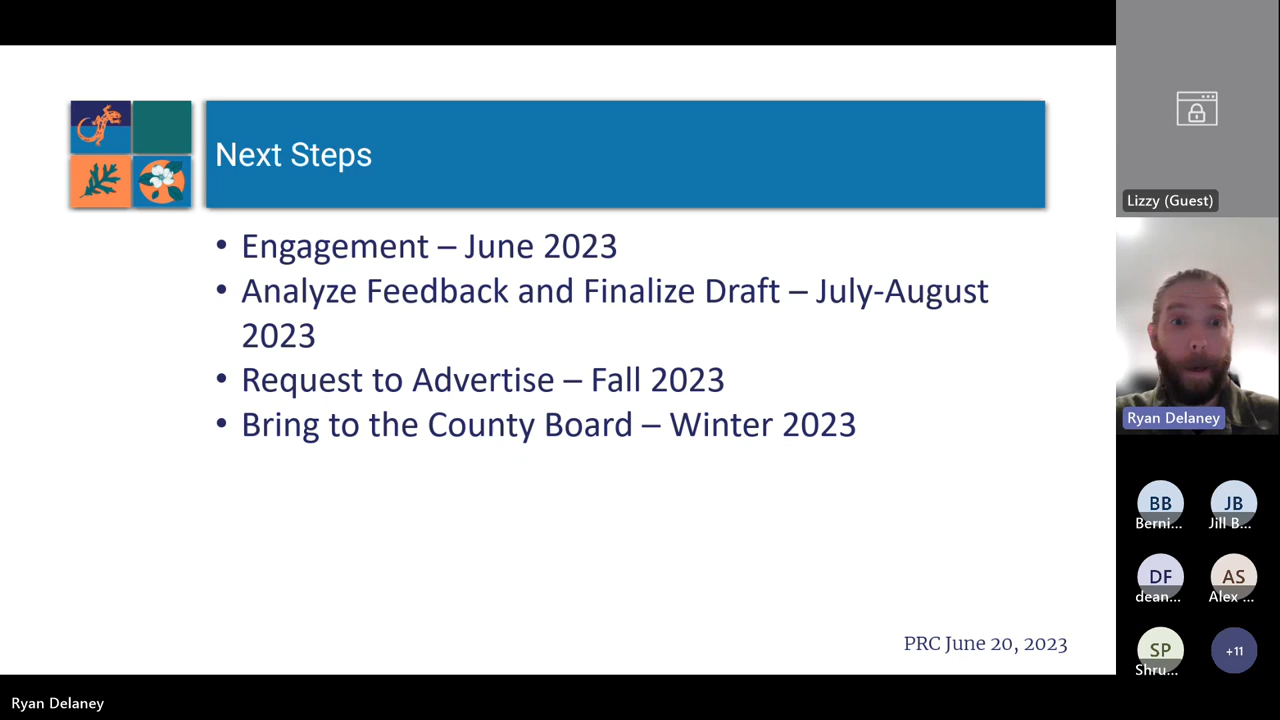 Next Steps
• Engagement – June 2023
• Analyze Feedback and Finalize Draft – July-August
2023
• Request to Advertise – Fall 2023
• Bring to the County Board – Winter 2023
PRC June 20, 2023
Lizzy (Guest)
Ryan Delaney
BB
Berni...
JB
Jill B...
DF
dean...
AS
Alex ...
SP
Shru...
+11
Ryan Delaney